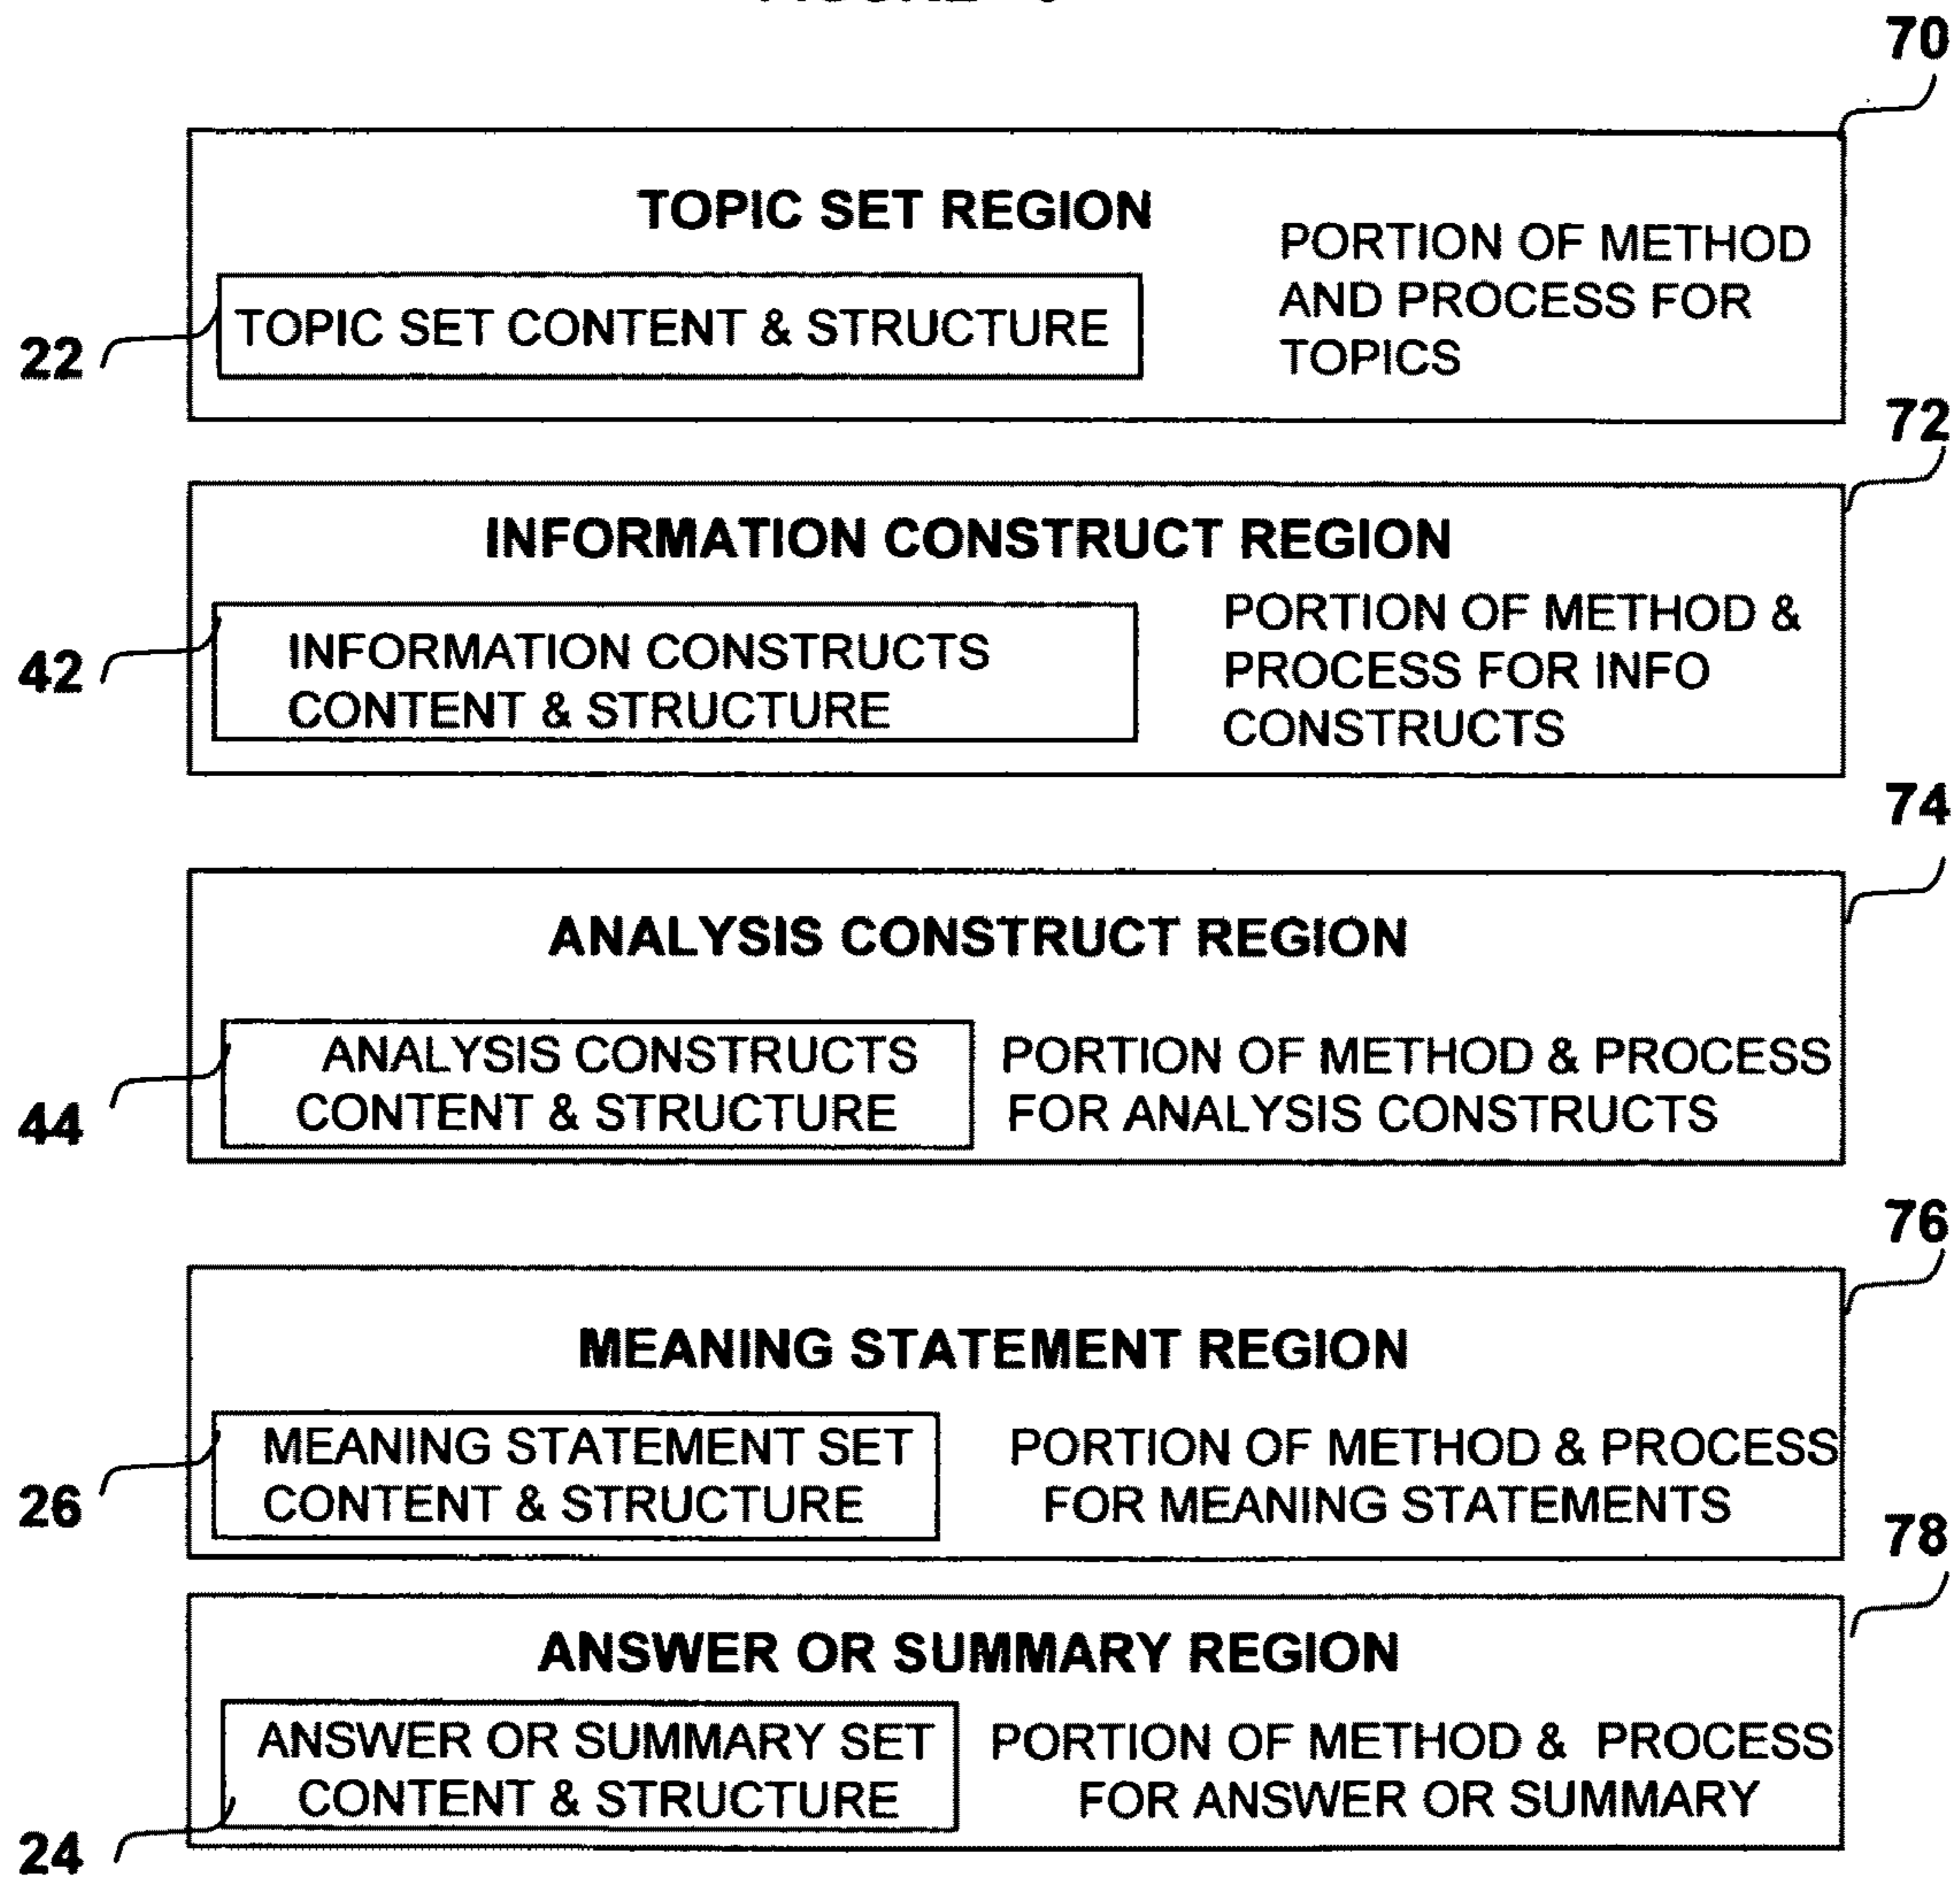 70
TOPIC SET REGION
PORTION OF METHOD
AND PROCESS FOR
TOPICS
TOPIC SET CONTENT & STRUCTURE
22
72
INFORMATION CONSTRUCT REGION
PORTION OF METHOD &
PROCESS FOR INFO
CONSTRUCTS
INFORMATION CONSTRUCTS
CONTENT & STRUCTURE
42
74
ANALYSIS CONSTRUCT REGION
ANALYSIS CONSTRUCTS
CONTENT & STRUCTURE
PORTION OF METHOD & PROCESS
FOR ANALYSIS CONSTRUCTS
44
76
MEANING STATEMENT REGION
MEANING STATEMENT SET
CONTENT & STRUCTURE
PORTION OF METHOD & PROCESS
FOR MEANING STATEMENTS
26
78
ANSWER OR SUMMARY REGION
ANSWER OR SUMMARY SET
CONTENT & STRUCTURE
PORTION OF METHOD & PROCESS
FOR ANSWER OR SUMMARY
24